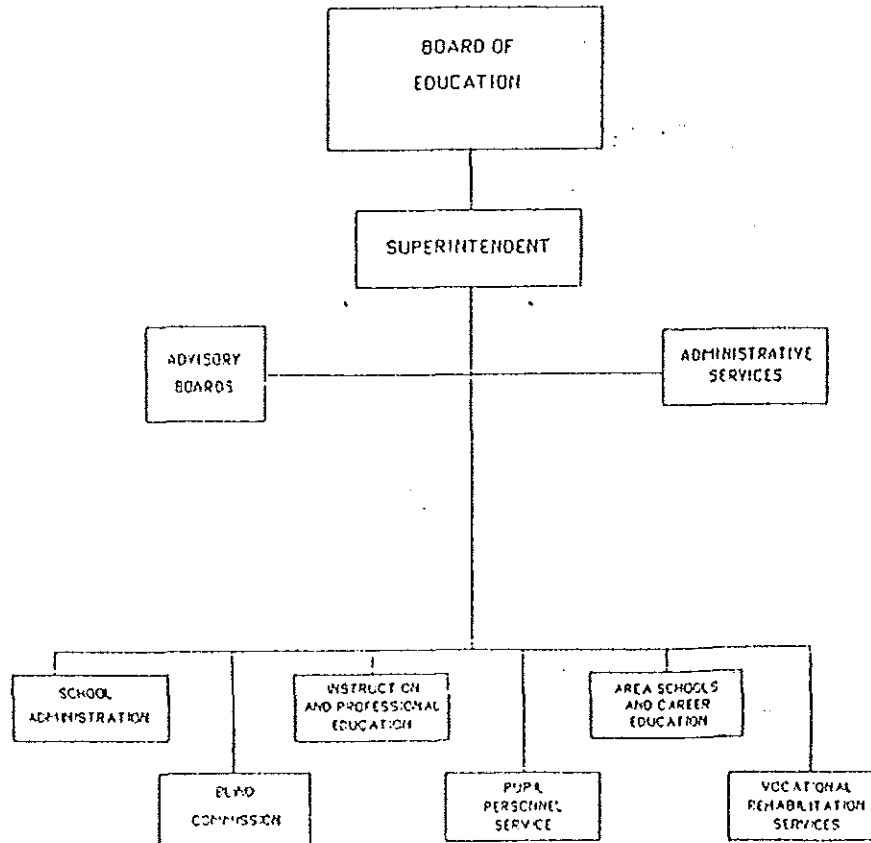 BOARD OF
EDUCATION
SUPERINTENDENT
ADVISORY
BOARDS
ADMINISTRATIVE
SERVICES
SCHOOL
ADMINISTRATION
INSTRUCTION
AND PROFESSIONAL
EDUCATION
AREA SCHOOLS
AND CAREER
EDUCATION
BLIND
COMMISSION
PUPIL
PERSONNEL
SERVICE
VOCATIONAL
REHABILITATION
SERVICES